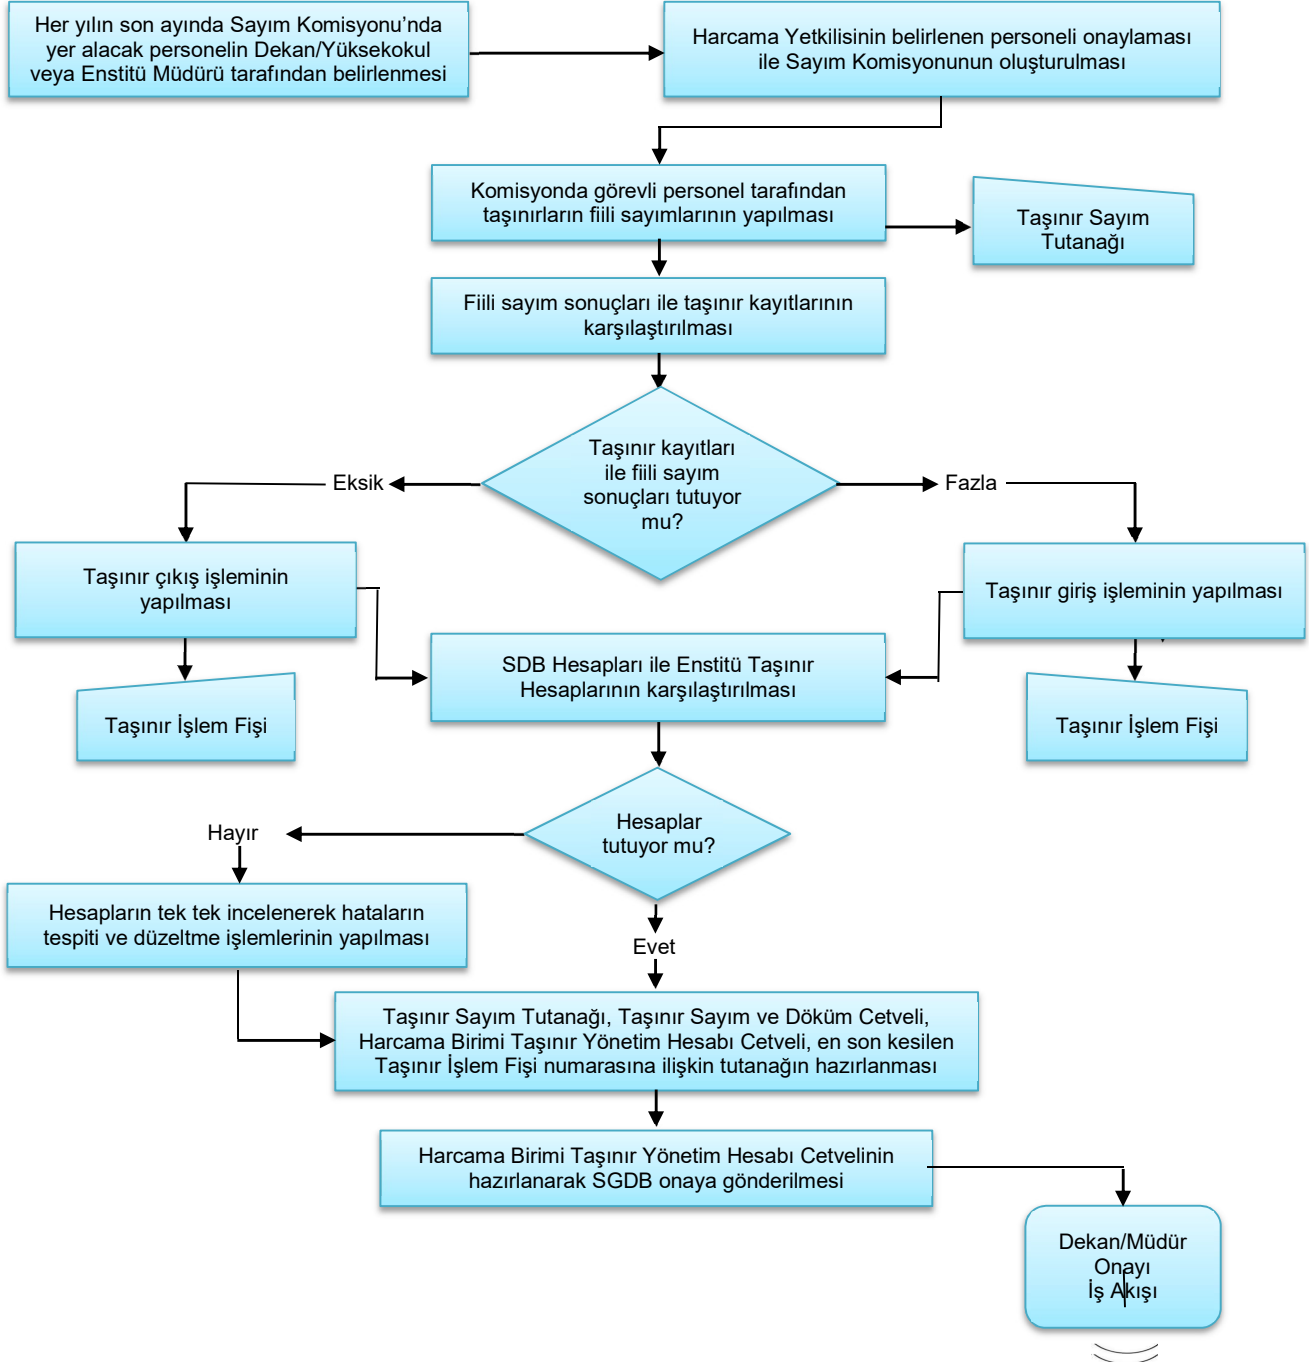 Her yılın son ayında Sayım Komisyonu’nda
yer alacak personelin Dekan/Yüksekokul
veya Enstitü Müdürü tarafından belirlenmesi
Harcama Yetkilisinin belirlenen personeli onaylaması
ile Sayım Komisyonunun oluşturulması
Komisyonda görevli personel tarafından
taşınırların fiili sayımlarının yapılması
Taşınır Sayım
Tutanağı
Fiili sayım sonuçları ile taşınır kayıtlarının
karşılaştırılması
Taşınır kayıtları
ile fiili sayım
sonuçları tutuyor
mu?
Eksik
Fazla
Taşınır çıkış işleminin
yapılması
Taşınır giriş işleminin yapılması
SDB Hesapları ile Enstitü Taşınır
Hesaplarının karşılaştırılması
Taşınır İşlem Fişi
Taşınır İşlem Fişi
Hesaplar
tutuyor mu?
Hayır
Hesapların tek tek incelenerek hataların
tespiti ve düzeltme işlemlerinin yapılması
Evet
Taşınır Sayım Tutanağı, Taşınır Sayım ve Döküm Cetveli,
Harcama Birimi Taşınır Yönetim Hesabı Cetveli, en son kesilen
Taşınır İşlem Fişi numarasına ilişkin tutanağın hazırlanması
Harcama Birimi Taşınır Yönetim Hesabı Cetvelinin
hazırlanarak SGDB onaya gönderilmesi
Dekan/Müdür
Onayı
İş Akışı